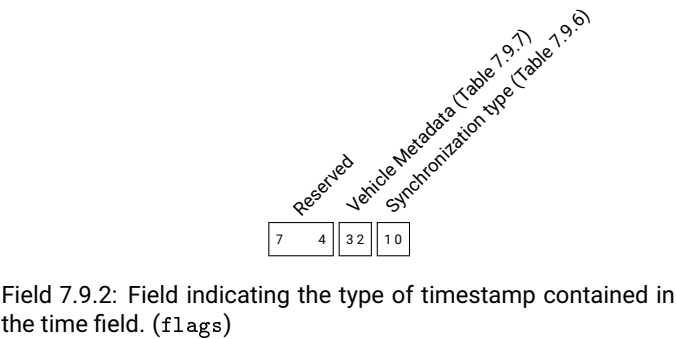 Reserved
Vehicle Metadata (Table 7.9.7)
Synchronization type (Table 7.9.6)
7 4 3 2 1 0
Field 7.9.2: Field indicating the type of timestamp contained in
the time field. (flags)